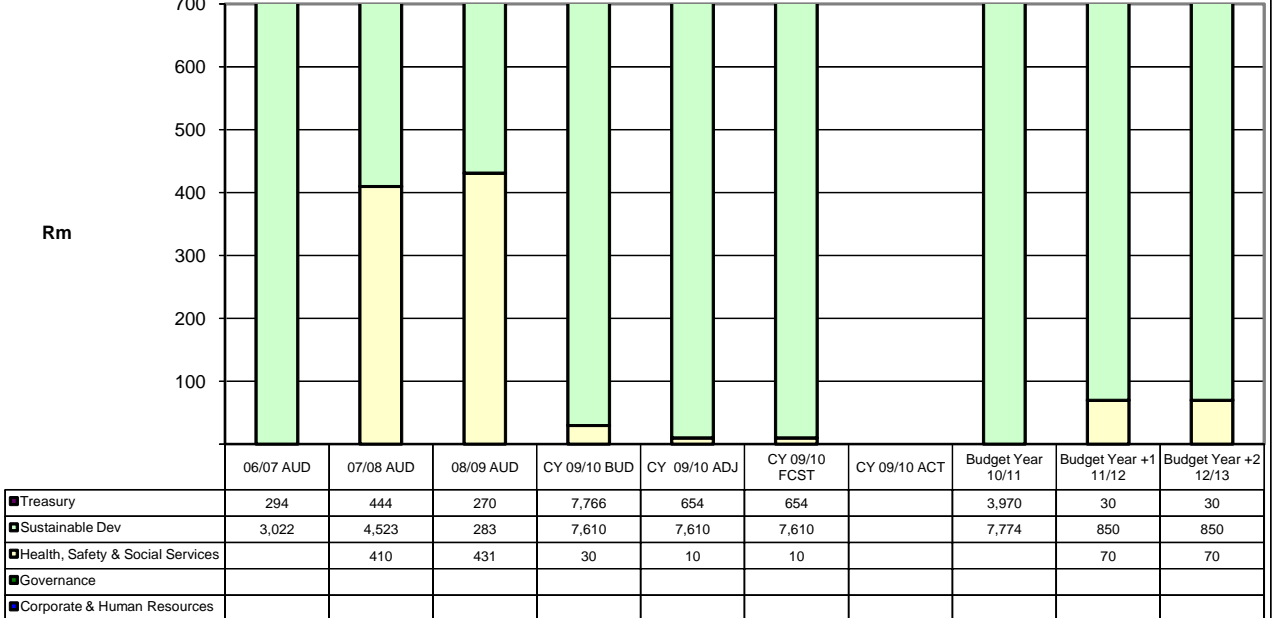 700
600
500
400
300
200
100
Rm
06/07 AUD 07/08 AUD 08/09 AUD CY 09/10 BUD CY 09/10 ADJ CY 09/10 FCST CY 09/10 ACT Budget Year 10/11 Budget Year +1 11/12 Budget Year +2 12/13
Treasury 294 444 270 7,766 654 654 3,970 30 30
Sustainable Dev 3,022 4,523 283 7,610 7,610 7,610 7,774 850 850
Health, Safety & Social Services 410 431 30 10 10 70 70
Governance
Corporate & Human Resources